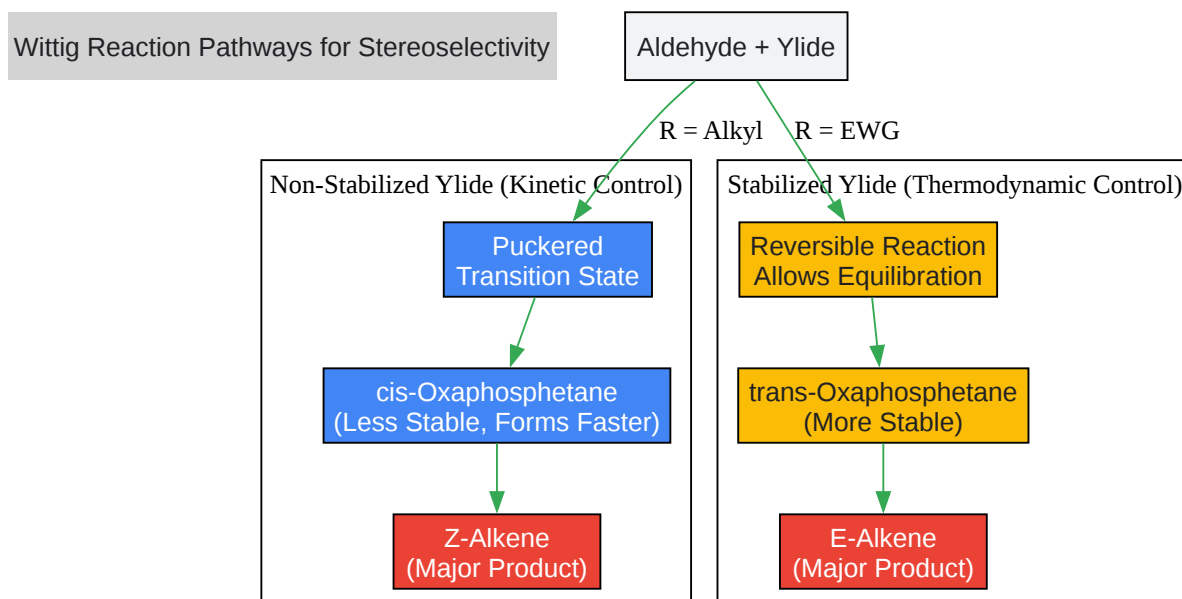 Wittig Reaction Pathways for Stereoselectivity
Aldehyde + Ylide
R = Alkyl
R = EWG
Non-Stabilized Ylide (Kinetic Control)
Puckered
Transition State
cis-Oxaphosphetane
(Less Stable, Forms Faster)
Z-Alkene
(Major Product)
Stabilized Ylide (Thermodynamic Control)
Reversible Reaction
Allows Equilibration
trans-Oxaphosphetane
(More Stable)
E-Alkene
(Major Product)